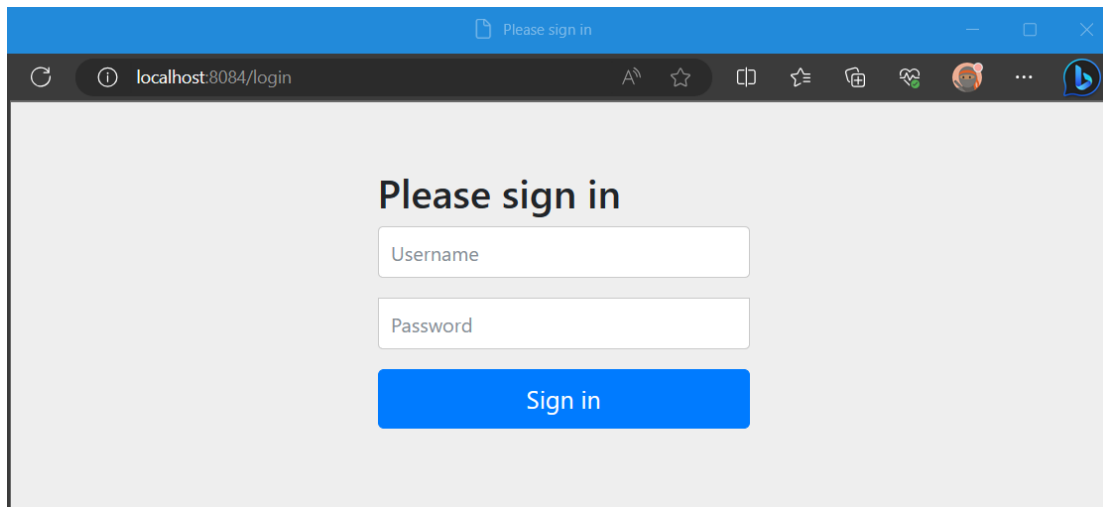 Please sign in
localhost:8084/login
Please sign in
Username
Password
Sign in